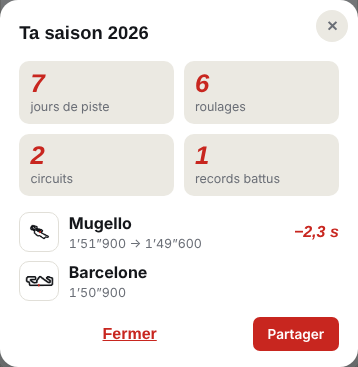 Ta saison 2026
✕
7
jours de piste
6
roulages
2
circuits
1
records battus
Mugello
1'51"900 → 1'49"600
−2,3 s
Barcelone
1'50"900
Fermer
Partager